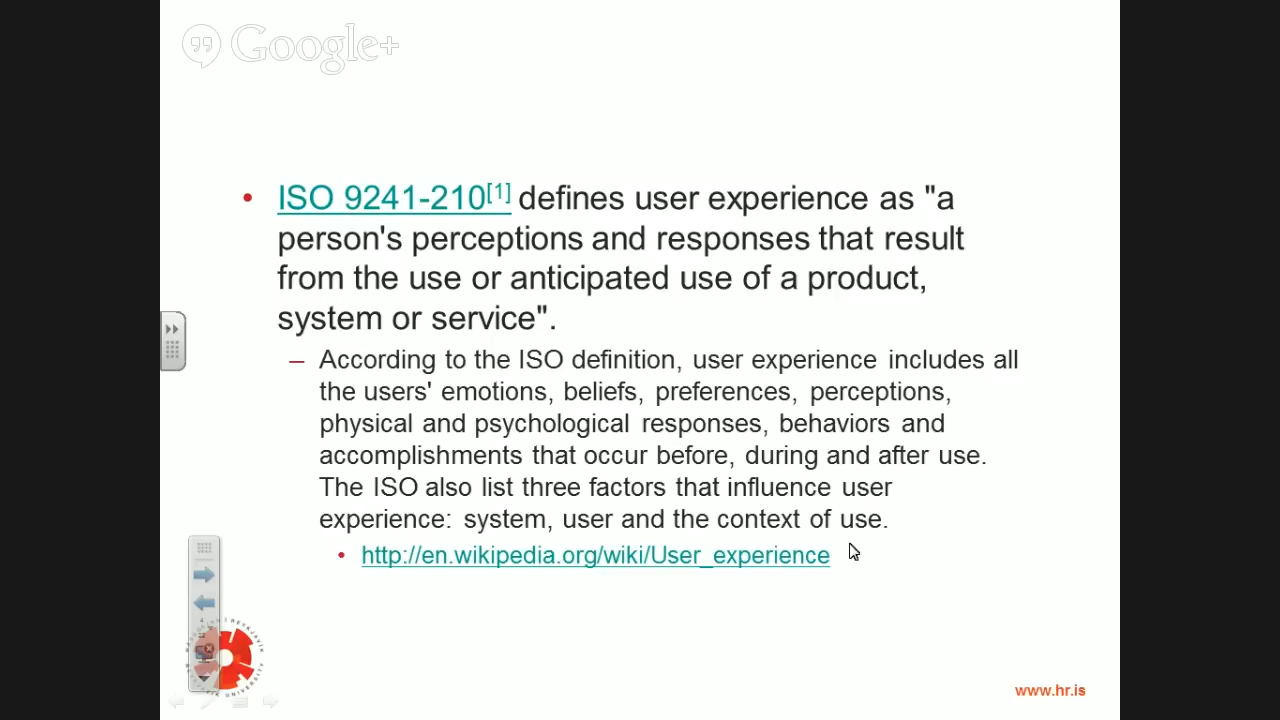 Google+
• ISO 9241-210[1] defines user experience as "a
person's perceptions and responses that result
from the use or anticipated use of a product,
system or service".
– According to the ISO definition, user experience includes all
the users' emotions, beliefs, preferences, perceptions,
physical and psychological responses, behaviors and
accomplishments that occur before, during and after use.
The ISO also list three factors that influence user
experience: system, user and the context of use.
• http://en.wikipedia.org/wiki/User_experience
www.hr.is